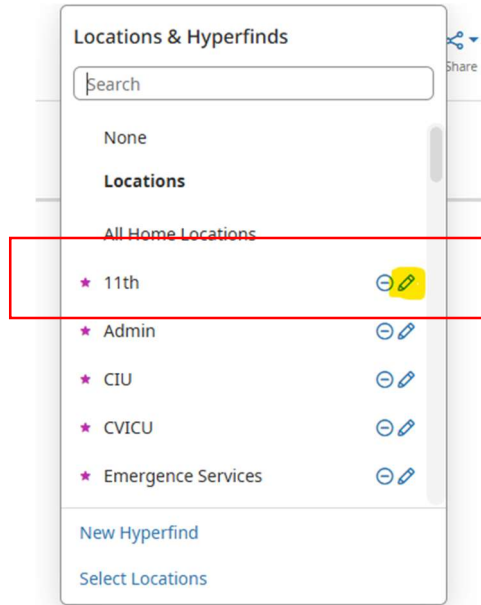 Locations & Hyperfinds
Share
Search
None
Locations
All Home Locations
11th
Admin
CIU
CVICU
Emergence Services
New Hyperfind
Select Locations